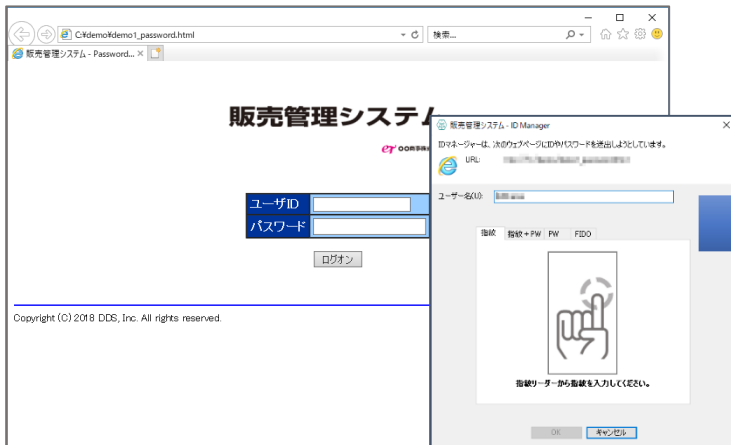 C:¥demo¥demo1_password.html
検索...
販売管理システム - Password...
販売管理システム
ユーザID
パスワード
ログオン
Copyright (C) 2018 DDS, Inc. All rights reserved.
販売管理システム - ID Manager
IDマネージャーは、次のウェブページにIDやパスワードを送出しようとしています。
URL:
ユーザー名(U):
指紋 指紋+PW PW FIDO
指紋リーダーから指紋を入力してください。
OK キャンセル